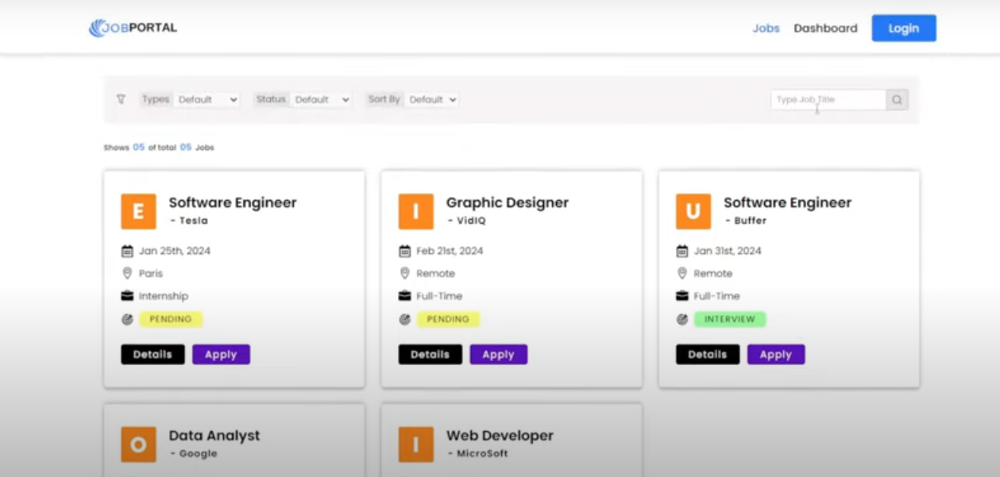 JOBPORTAL
Jobs Dashboard Login
Types Default Status Default Sort By Default Type Job Title
Shows 05 of total 05 Jobs
E Software Engineer
- Tesla
Jan 25th, 2024
Paris
Internship
PENDING
Details Apply
I Graphic Designer
- VidIQ
Feb 21st, 2024
Remote
Full-Time
PENDING
Details Apply
U Software Engineer
- Buffer
Jan 31st, 2024
Remote
Full-Time
INTERVIEW
Details Apply
O Data Analyst
- Google
I Web Developer
- MicroSoft